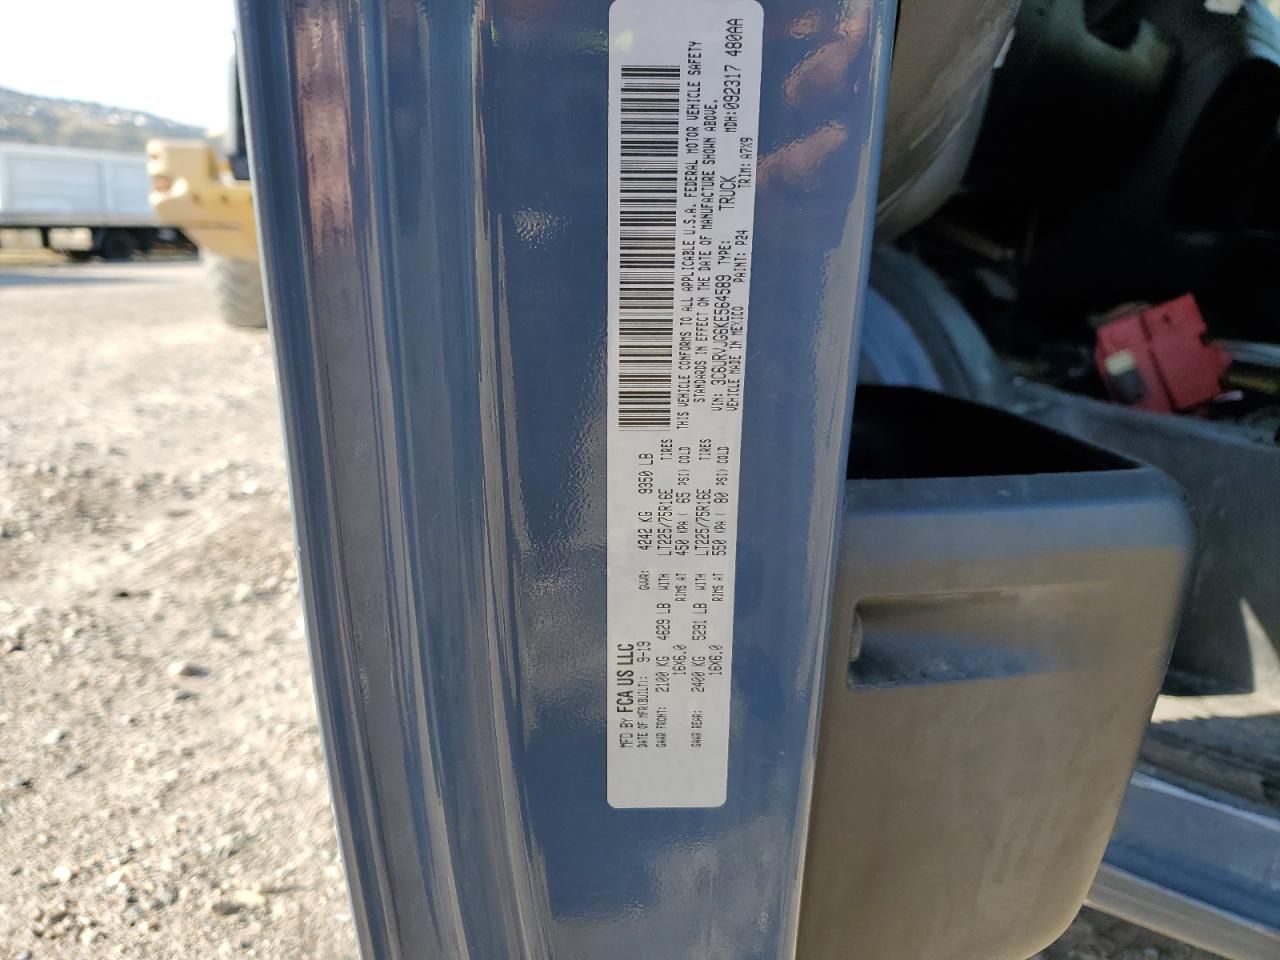 MFD BY FCA US LLC
DATE OF MFR(BUILT): 9-19 GVWR: 4242 KG 9350 LB
GAWR FRONT: 2100 KG 4629 LB WITH LT225/75R16E TIRES
16X6.0 RIMS AT 450 KPA ( 65 PSI) COLD
GAWR REAR: 2400 KG 5291 LB WITH LT225/75R16E TIRES
16X6.0 RIMS AT 550 KPA ( 80 PSI) COLD
THIS VEHICLE CONFORMS TO ALL APPLICABLE U.S.A. FEDERAL MOTOR VEHICLE SAFETY
STANDARDS IN EFFECT ON THE DATE OF MANUFACTURE SHOWN ABOVE.
VIN: 3C6URVJG6KE564589 TYPE: TRUCK MDH:092317 480AA
VEHICLE MADE IN MEXICO PAINT: P24 TRIM: A7X9